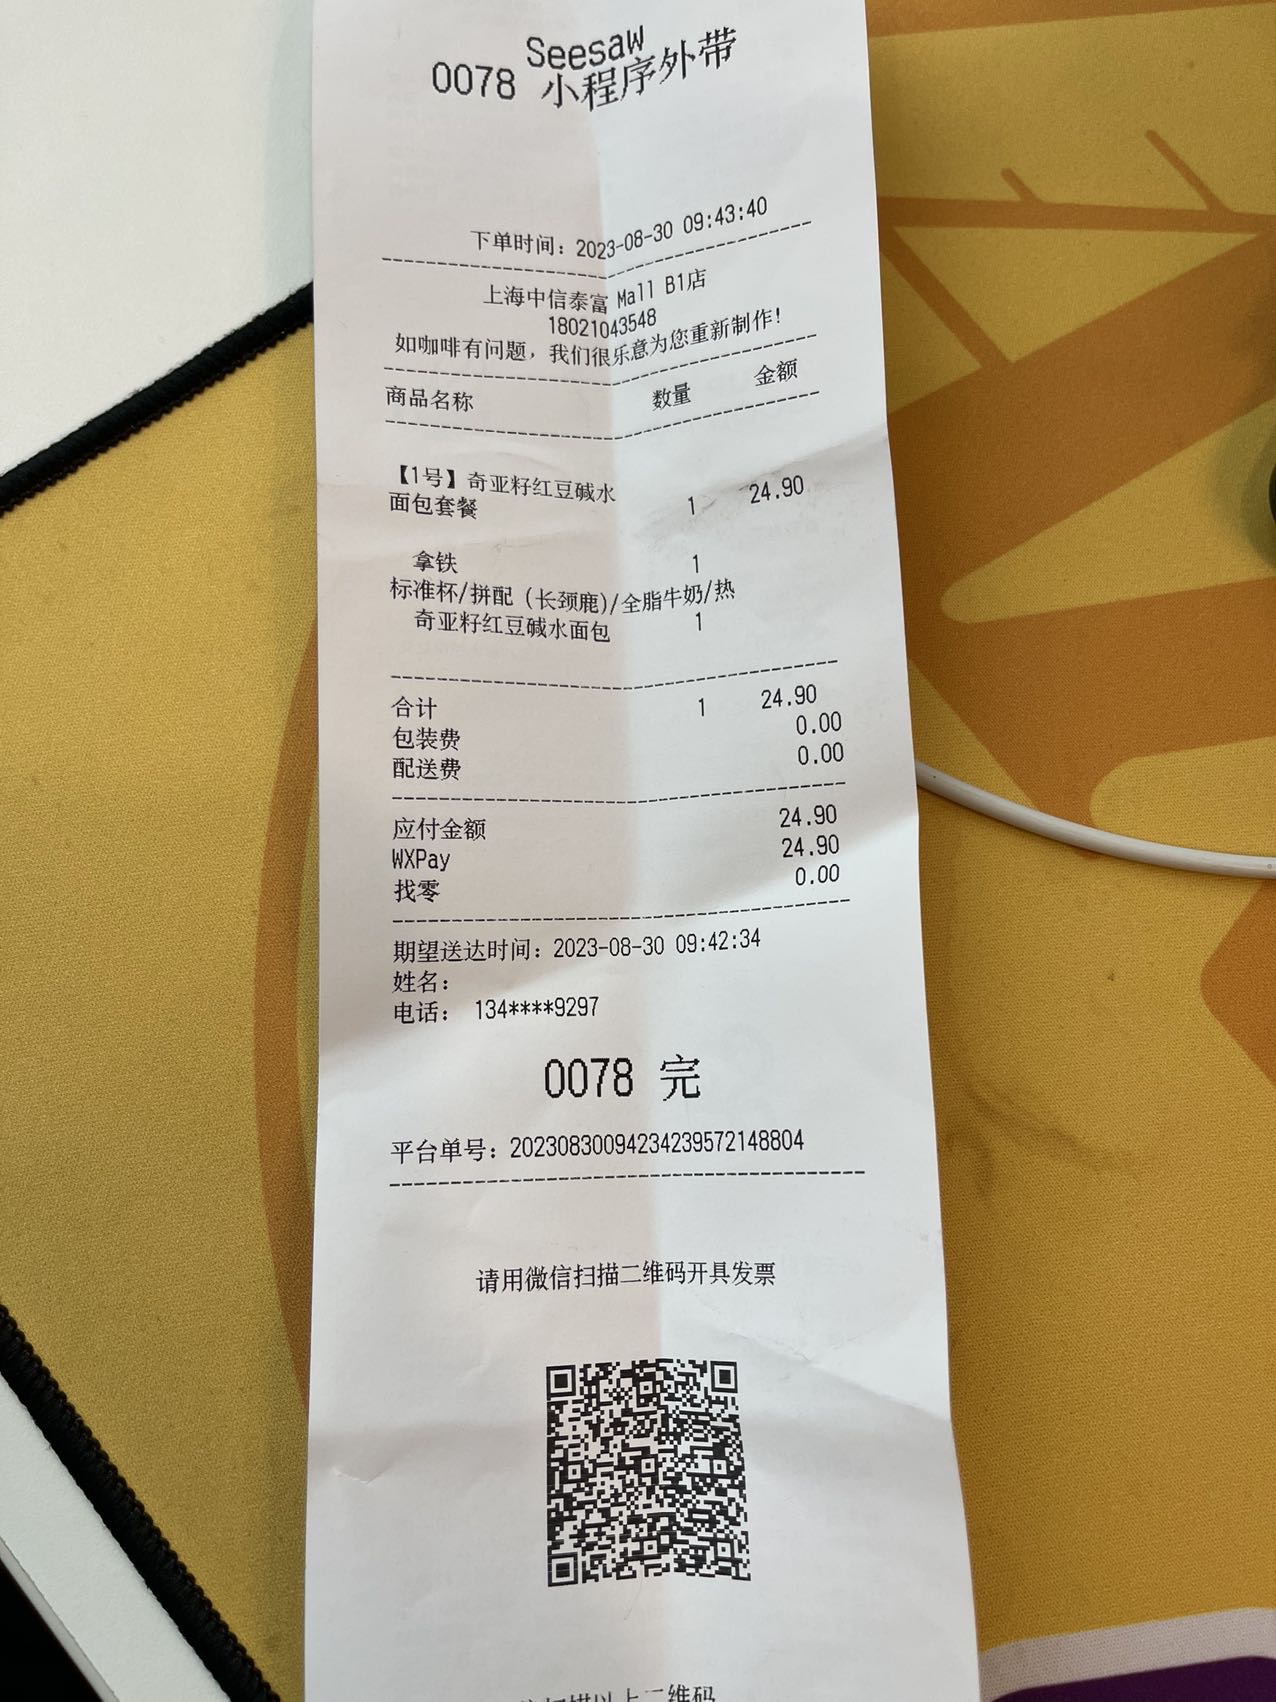 Seesaw
0078 小程序外带
下单时间：2023-08-30 09:43:40
上海中信泰富 Mall B1店
18021043548
如咖啡有问题，我们很乐意为您重新制作！
商品名称 数量 金额
【1号】奇亚籽红豆碱水
面包套餐 1 24.90
拿铁 1
标准杯/拼配（长颈鹿)/全脂牛奶/热
奇亚籽红豆碱水面包 1
合计 1 24.90
包装费 0.00
配送费 0.00
应付金额 24.90
WXPay 24.90
找零 0.00
期望送达时间：2023-08-30 09:42:34
姓名：
电话： 134****9297
0078 完
平台单号：20230830094234239572148804
请用微信扫描二维码开具发票
扫描以上二维码